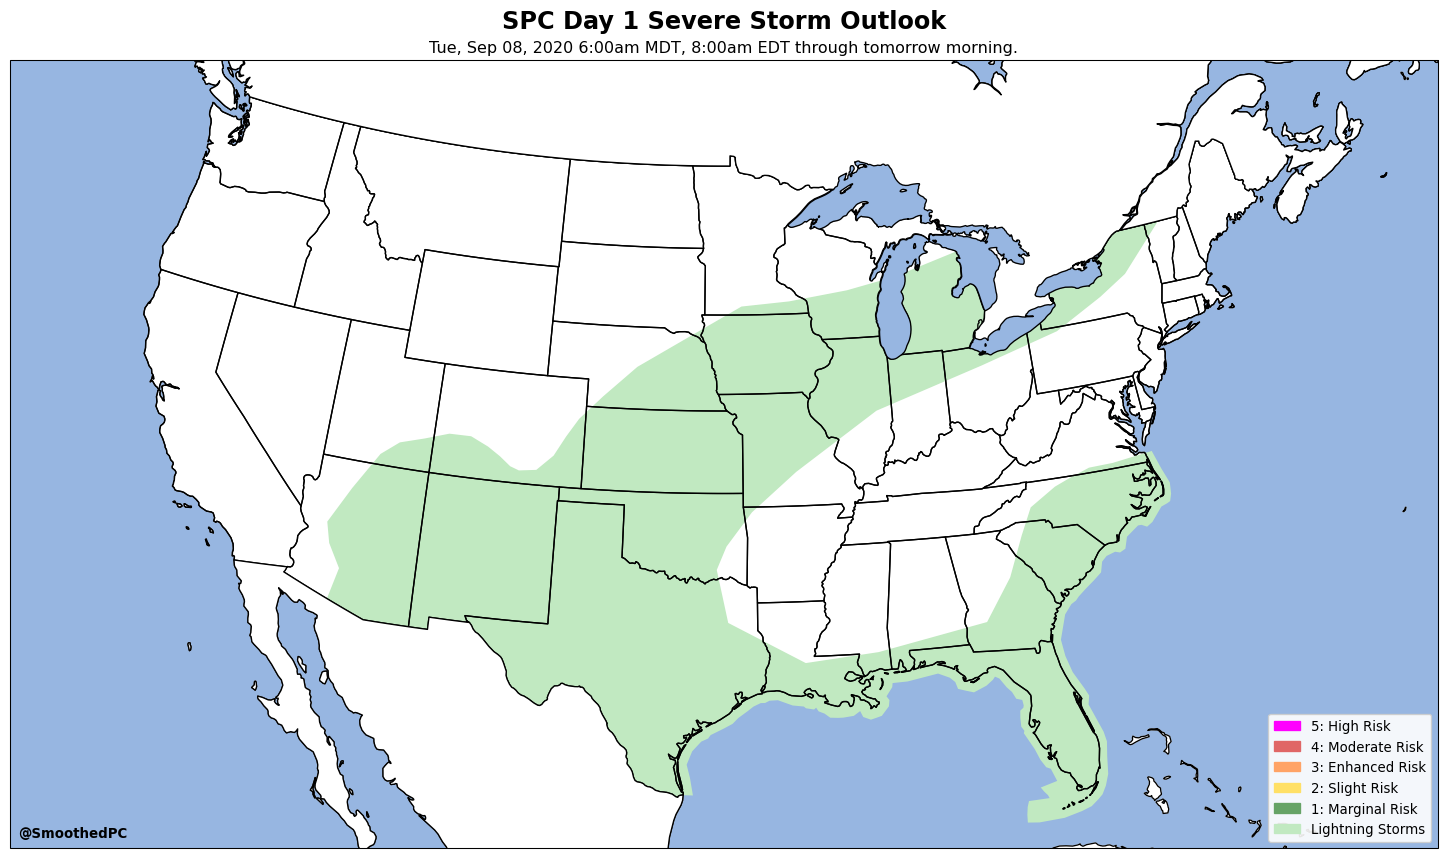 SPC Day 1 Severe Storm Outlook
Tue, Sep 08, 2020 6:00am MDT, 8:00am EDT through tomorrow morning.
5: High Risk
4: Moderate Risk
3: Enhanced Risk
2: Slight Risk
1: Marginal Risk
Lightning Storms
@SmoothedPC